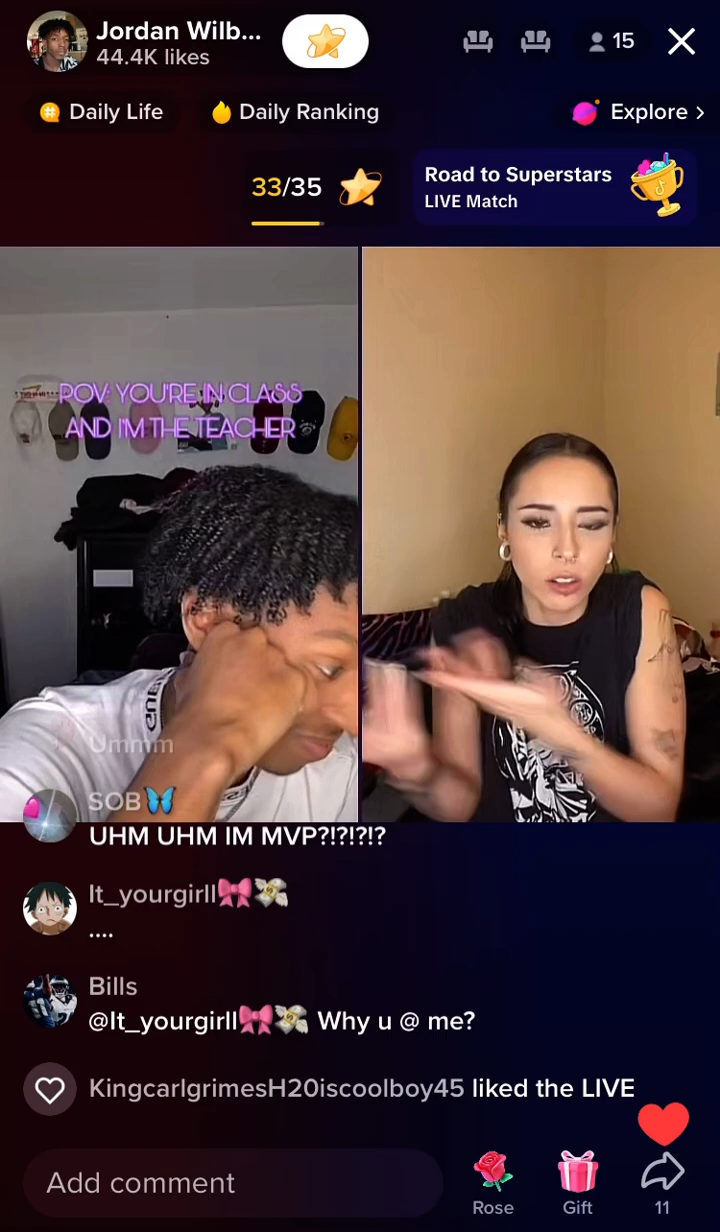 Jordan Wilb...
44.4K likes
15
Daily Life
Daily Ranking
Explore >
33/35
Road to Superstars
LIVE Match
POV: YOU'RE IN CLASS
AND I'M THE TEACHER
Ummm
SOB🦋
UHM UHM IM MVP?!?!?!?
It_yourgirll🎀💸
....
Bills
@It_yourgirll🎀💸 Why u @ me?
KingcarlgrimesH20iscoolboy45 liked the LIVE
Add comment
Rose
Gift
11